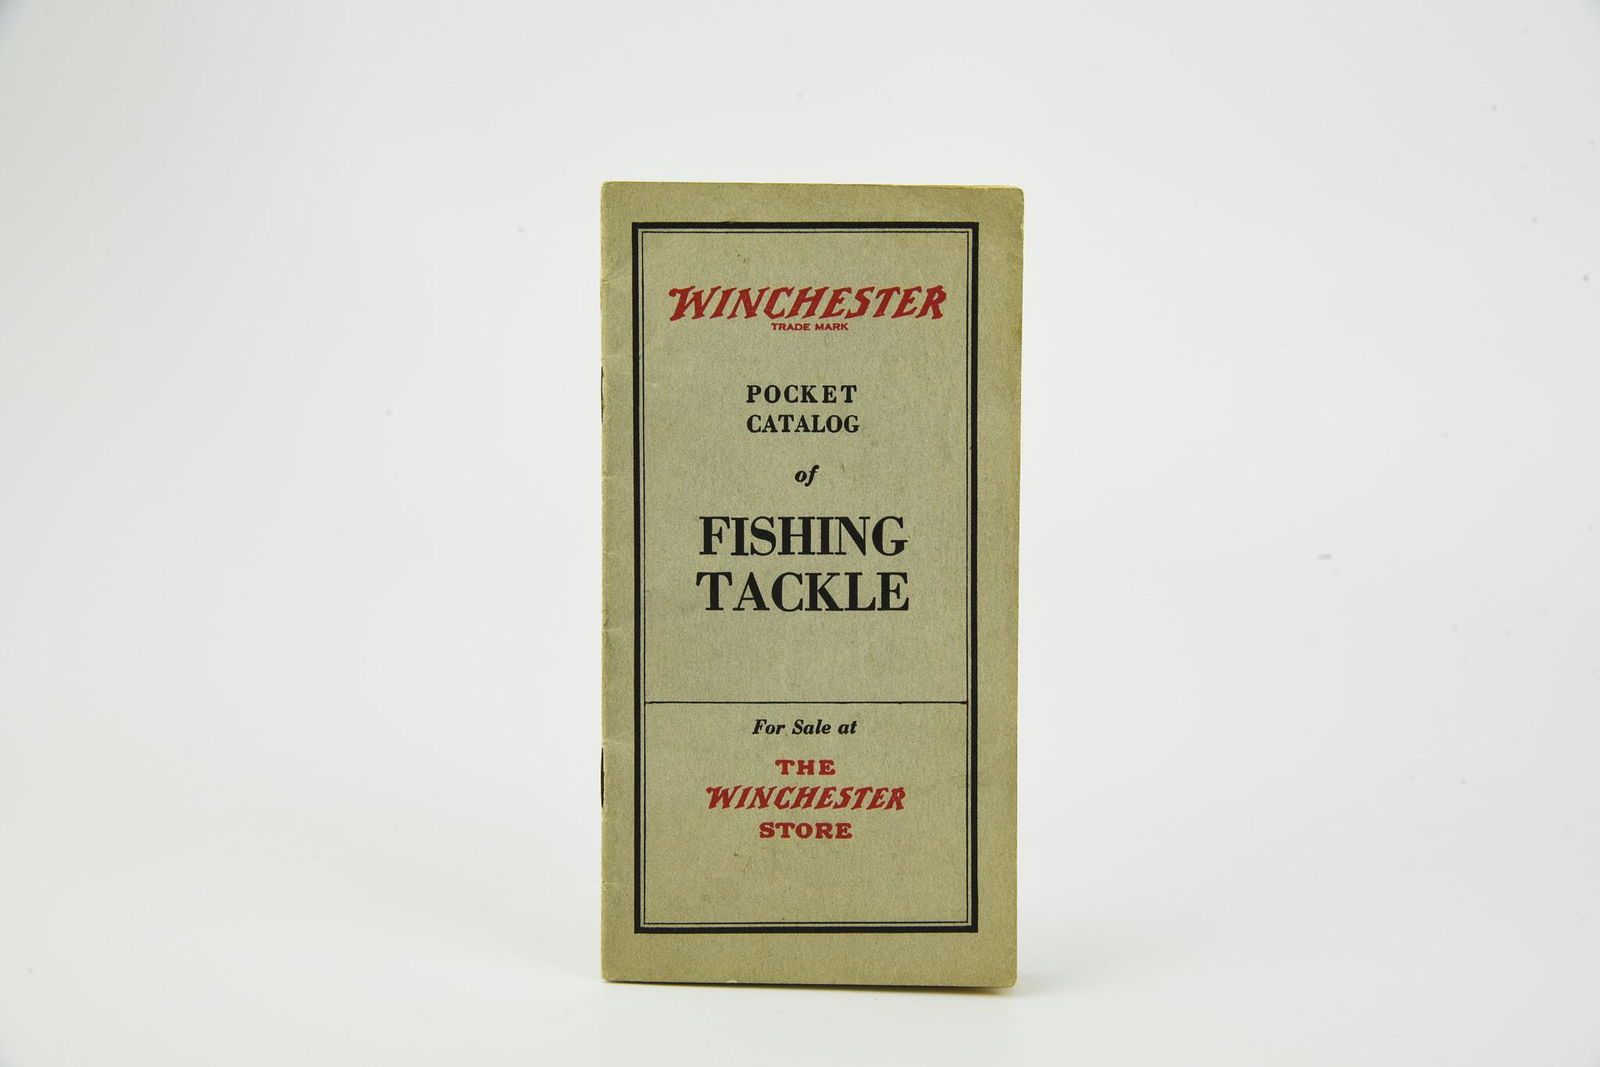 WINCHESTER
TRADE MARK
POCKET
CATALOG
of
FISHING
TACKLE
For Sale at
THE
WINCHESTER
STORE